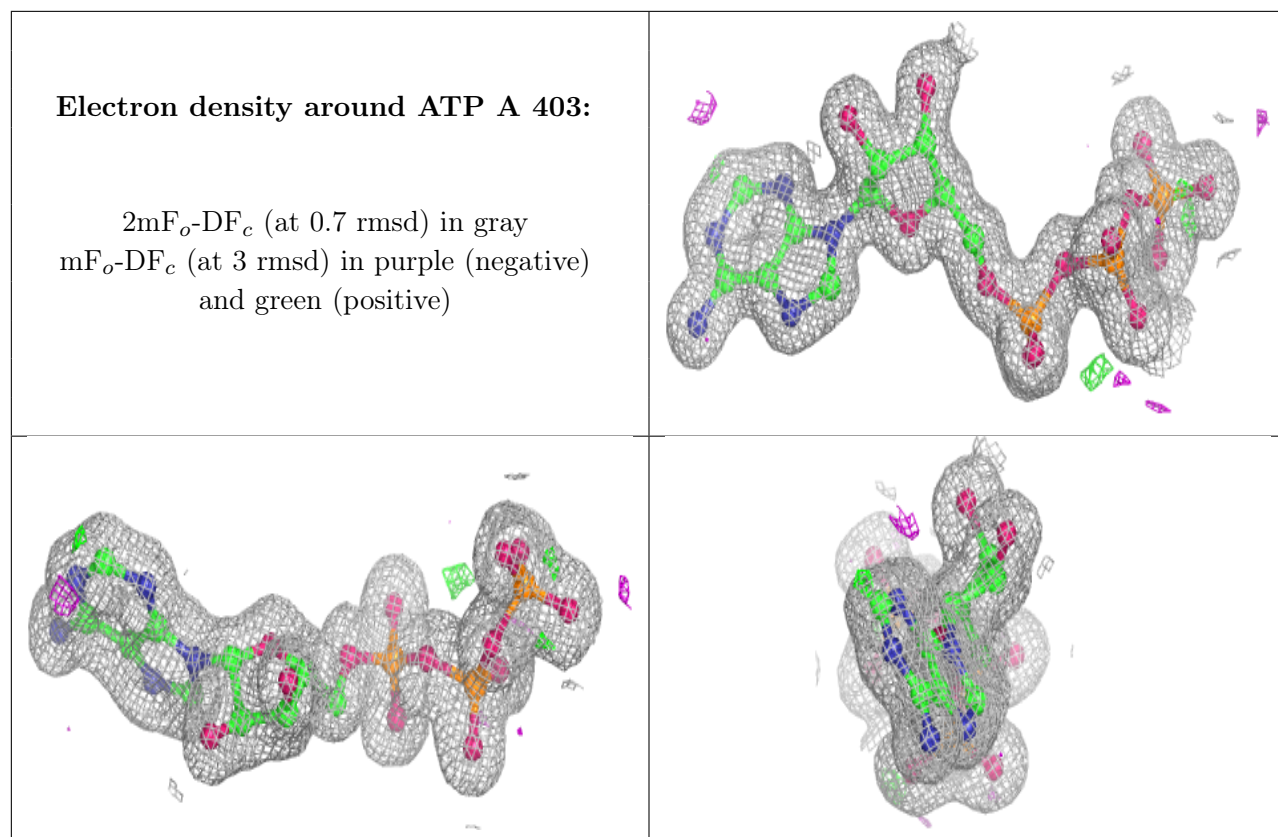 Electron density around ATP A 403:
2mFo-DFc (at 0.7 rmsd) in gray
mFo-DFc (at 3 rmsd) in purple (negative)
and green (positive)